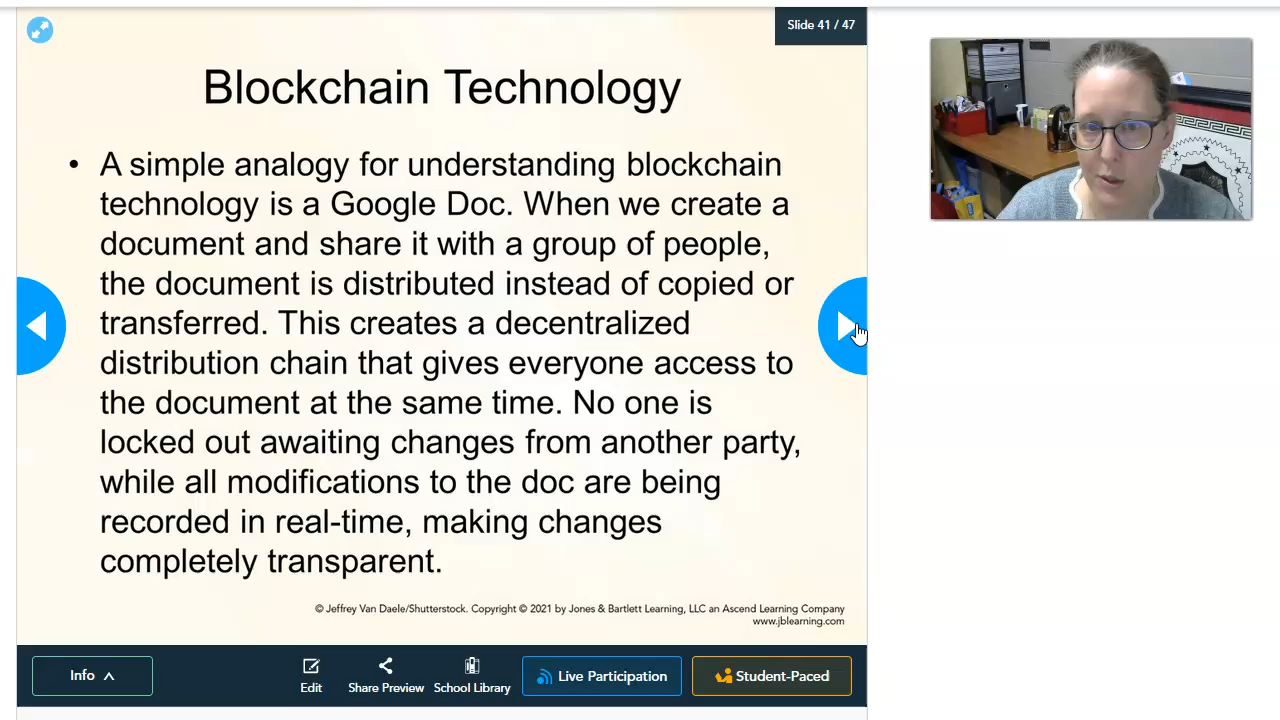 Slide 41 / 47
Blockchain Technology
• A simple analogy for understanding blockchain
technology is a Google Doc. When we create a
document and share it with a group of people,
the document is distributed instead of copied or
transferred. This creates a decentralized
distribution chain that gives everyone access to
the document at the same time. No one is
locked out awaiting changes from another party,
while all modifications to the doc are being
recorded in real-time, making changes
completely transparent.
© Jeffrey Van Daele/Shutterstock. Copyright © 2021 by Jones & Bartlett Learning, LLC an Ascend Learning Company
www.jblearning.com
Info
Edit
Share Preview
School Library
Live Participation
Student-Paced